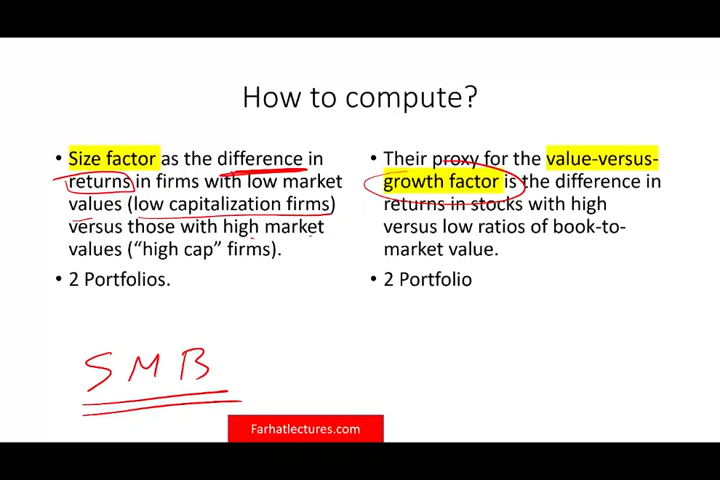 How to compute?
• Size factor as the difference in
returns in firms with low market
values (low capitalization firms)
versus those with high market
values (“high cap” firms).
• 2 Portfolios.
• Their proxy for the value-versus-
growth factor is the difference in
returns in stocks with high
versus low ratios of book-to-
market value.
• 2 Portfolio
SMB
Farhatlectures.com